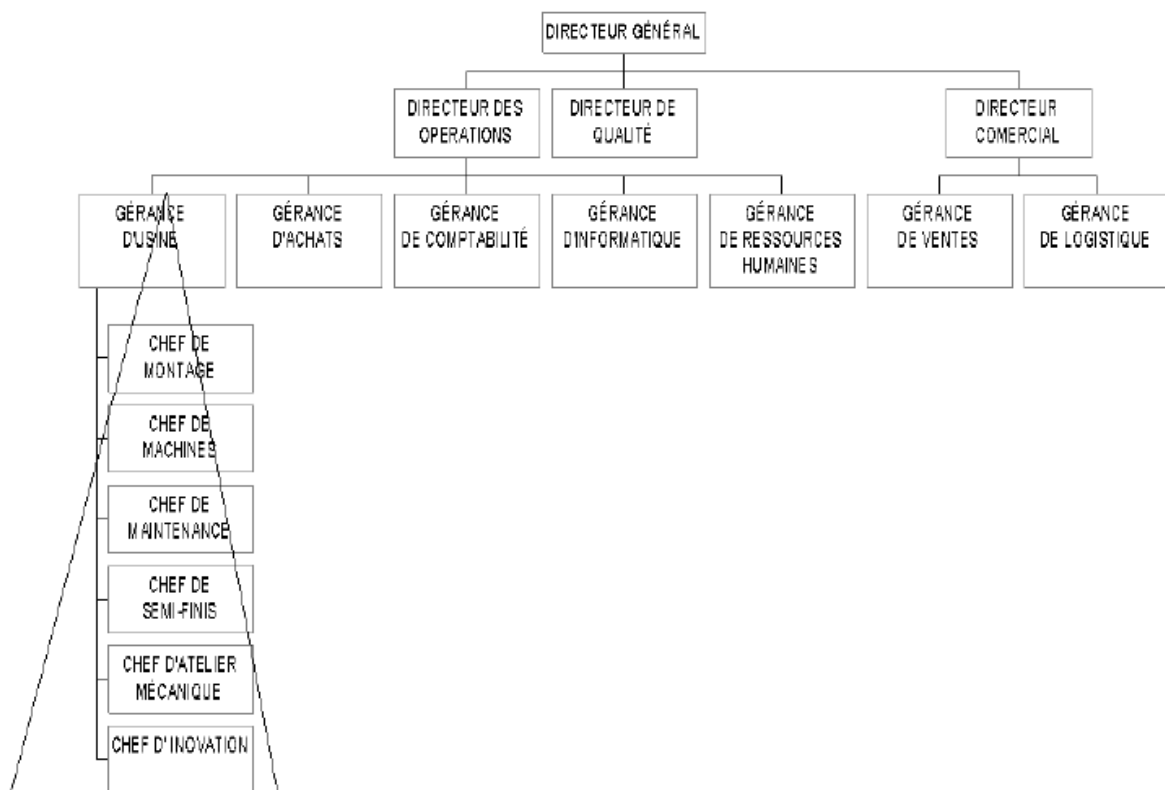 DIRECTEUR GÉNÉRAL
DIRECTEUR DES
OPERATIONS
DIRECTEUR DE
QUALITÉ
DIRECTEUR
COMERCIAL
GÉRANCE
D'USINE
GÉRANCE
D'ACHATS
GÉRANCE
DE COMPTABILITÉ
GÉRANCE
D'INFORMATIQUE
GÉRANCE
DE RESSOURCES
HUMAINES
GÉRANCE
DE VENTES
GÉRANCE
DE LOGISTIQUE
CHEF DE
MONTAGE
CHEF DE
MACHINES
CHEF DE
MAINTENANCE
CHEF DE
SEMI-FINIS
CHEF D'ATELIER
MÉCANIQUE
CHEF D' INOVATION